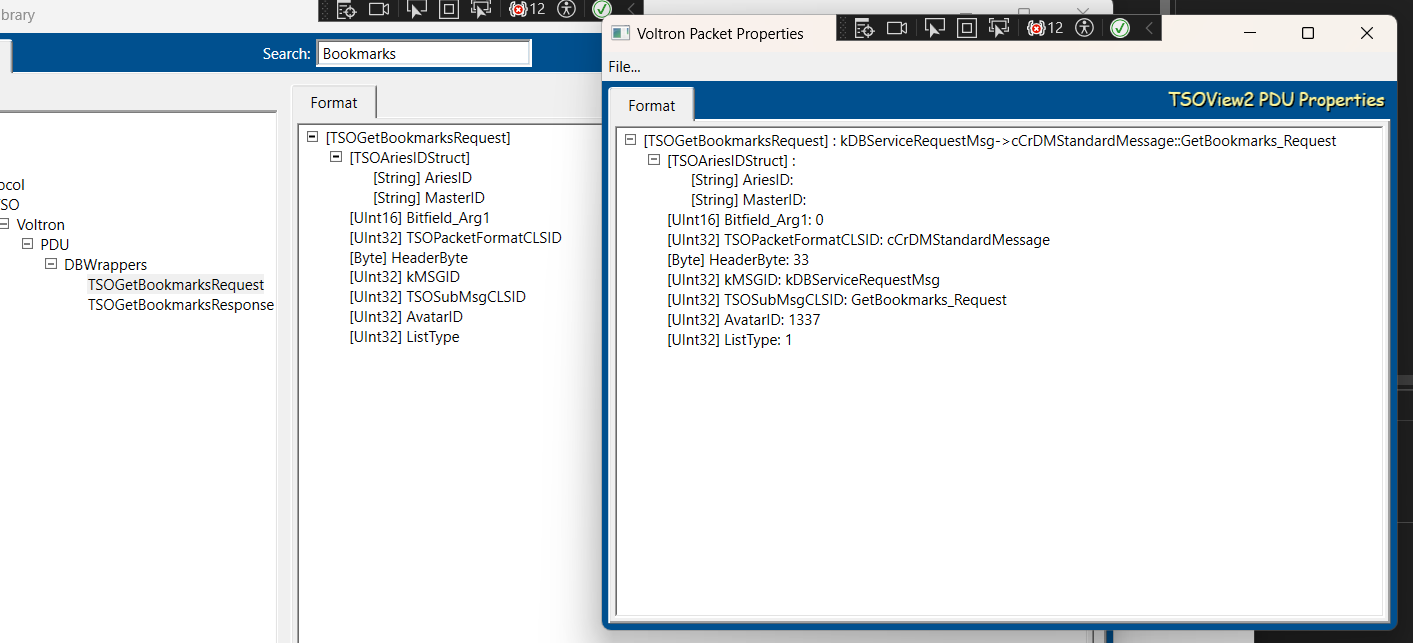 brary
12
Search: Bookmarks
ocol
SO
Voltron
PDU
DBWrappers
TSOGetBookmarksRequest
TSOGetBookmarksResponse
Format
[TSOGetBookmarksRequest]
[TSOAriesIDStruct]
[String] AriesID
[String] MasterID
[UInt16] Bitfield_Arg1
[UInt32] TSOPacketFormatCLSID
[Byte] HeaderByte
[UInt32] kMSGID
[UInt32] TSOSubMsgCLSID
[UInt32] AvatarID
[UInt32] ListType
Voltron Packet Properties
12
File...
Format
TSOView2 PDU Properties
[TSOGetBookmarksRequest] : kDBServiceRequestMsg->cCrDMStandardMessage::GetBookmarks_Request
[TSOAriesIDStruct] :
[String] AriesID:
[String] MasterID:
[UInt16] Bitfield_Arg1: 0
[UInt32] TSOPacketFormatCLSID: cCrDMStandardMessage
[Byte] HeaderByte: 33
[UInt32] kMSGID: kDBServiceRequestMsg
[UInt32] TSOSubMsgCLSID: GetBookmarks_Request
[UInt32] AvatarID: 1337
[UInt32] ListType: 1